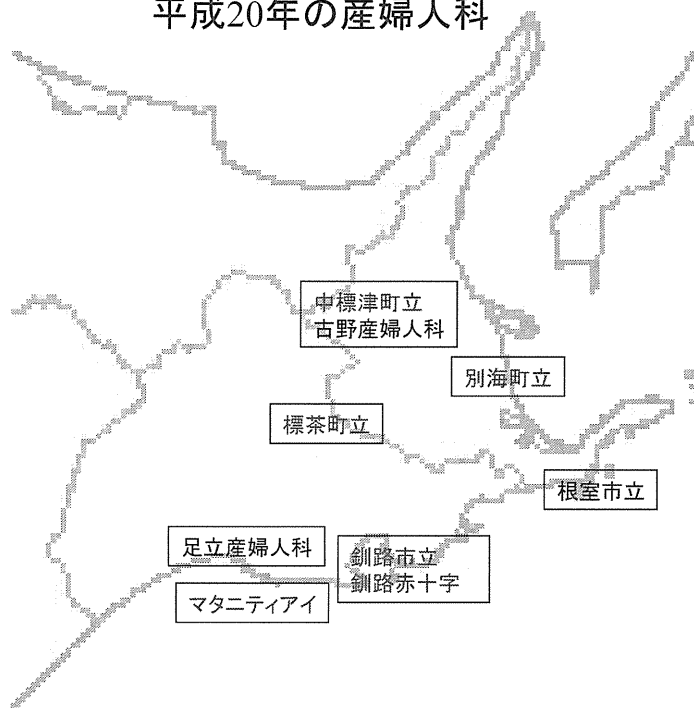 平成20年の産婦人科
中標津町立
古野産婦人科
別海町立
標茶町立
根室市立
足立産婦人科
釧路市立
釧路赤十字
マタニティアイ